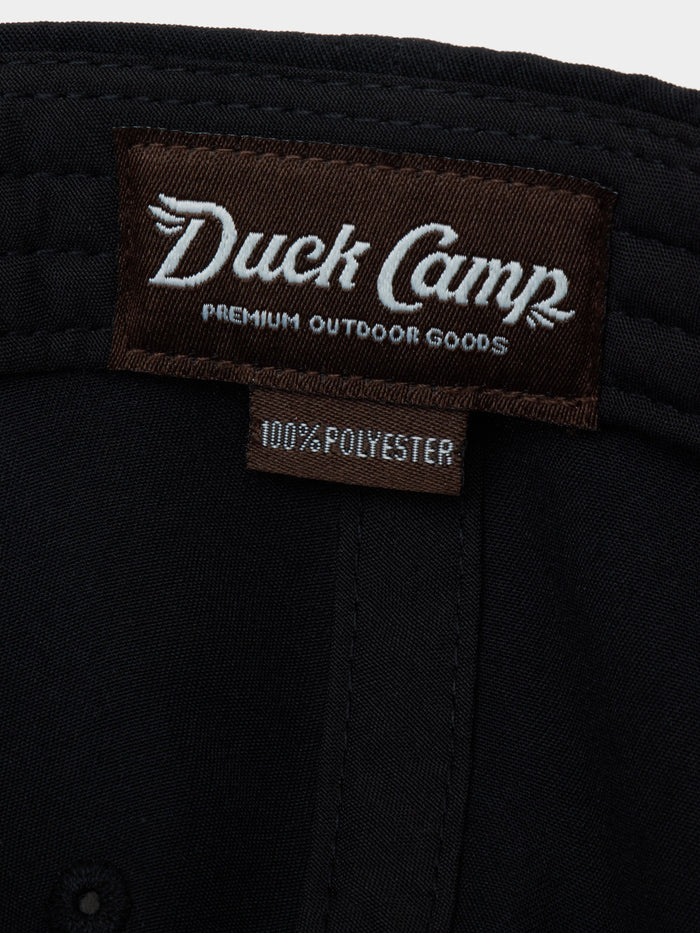 Duck Camp
PREMIUM OUTDOOR GOODS
100% POLYESTER